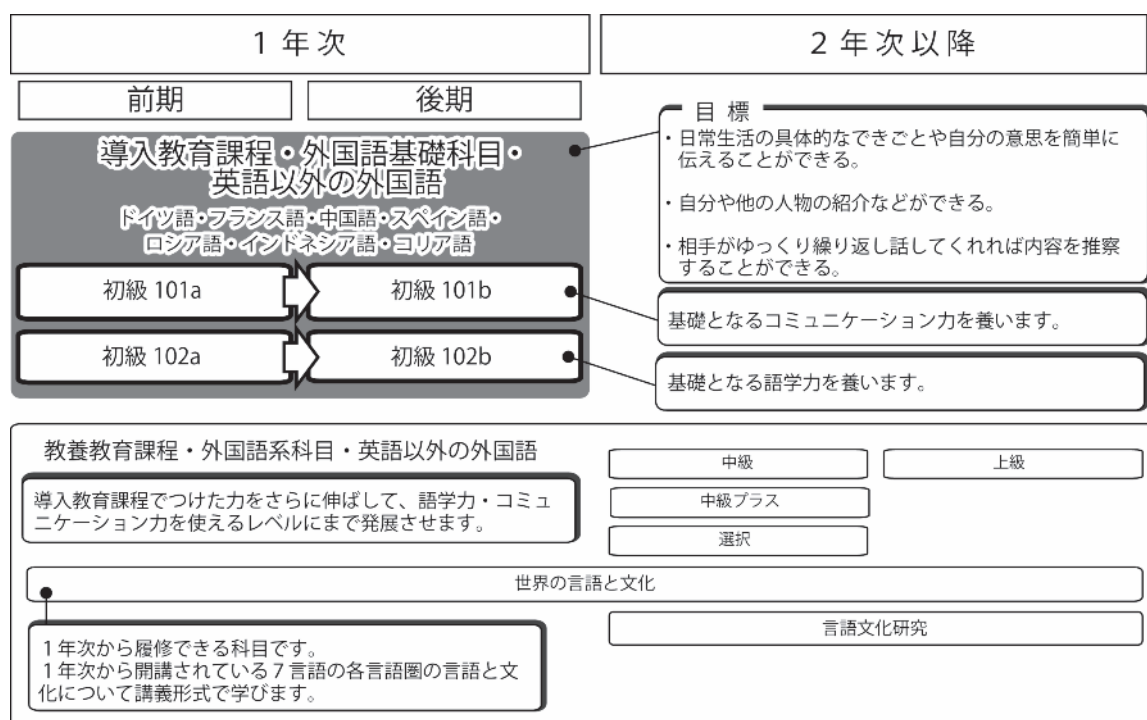 １年次
２年次以降
前期
後期
導入教育課程・外国語基礎科目・
英語以外の外国語
ドイツ語・フランス語・中国語・スペイン語・
ロシア語・インドネシア語・コリア語
初級 101a
初級 101b
初級 102a
初級 102b
目 標
・日常生活の具体的なできごとや自分の意思を簡単に
伝えることができる。
・自分や他の人物の紹介などができる。
・相手がゆっくり繰り返し話してくれれば内容を推察
することができる。
基礎となるコミュニケーション力を養います。
基礎となる語学力を養います。
教養教育課程・外国語系科目・英語以外の外国語
導入教育課程でつけた力をさらに伸ばして、語学力・コミュ
ニケーション力を使えるレベルにまで発展させます。
中級
上級
中級プラス
選択
世界の言語と文化
１年次から履修できる科目です。
１年次から開講されている７言語の各言語圏の言語と文
化について講義形式で学びます。
言語文化研究